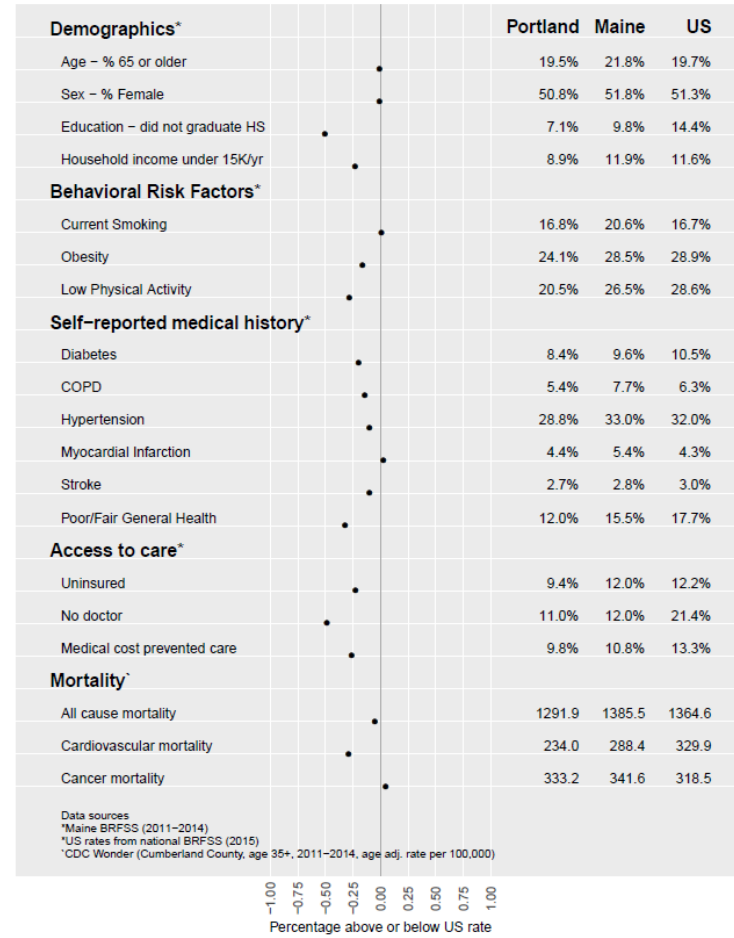 Demographics* Portland Maine US
Age − % 65 or older 19.5% 21.8% 19.7%
Sex − % Female 50.8% 51.8% 51.3%
Education − did not graduate HS 7.1% 9.8% 14.4%
Household income under 15K/yr 8.9% 11.9% 11.6%
Behavioral Risk Factors*
Current Smoking 16.8% 20.6% 16.7%
Obesity 24.1% 28.5% 28.9%
Low Physical Activity 20.5% 26.5% 28.6%
Self−reported medical history*
Diabetes 8.4% 9.6% 10.5%
COPD 5.4% 7.7% 6.3%
Hypertension 28.8% 33.0% 32.0%
Myocardial Infarction 4.4% 5.4% 4.3%
Stroke 2.7% 2.8% 3.0%
Poor/Fair General Health 12.0% 15.5% 17.7%
Access to care*
Uninsured 9.4% 12.0% 12.2%
No doctor 11.0% 12.0% 21.4%
Medical cost prevented care 9.8% 10.8% 13.3%
Mortality`
All cause mortality 1291.9 1385.5 1364.6
Cardiovascular mortality 234.0 288.4 329.9
Cancer mortality 333.2 341.6 318.5
Data sources
*Maine BRFSS (2011−2014)
*US rates from national BRFSS (2015)
`CDC Wonder (Cumberland County, age 35+, 2011−2014, age adj. rate per 100,000)
−1.00 −0.75 −0.50 −0.25 0.00 0.25 0.50 0.75 1.00
Percentage above or below US rate